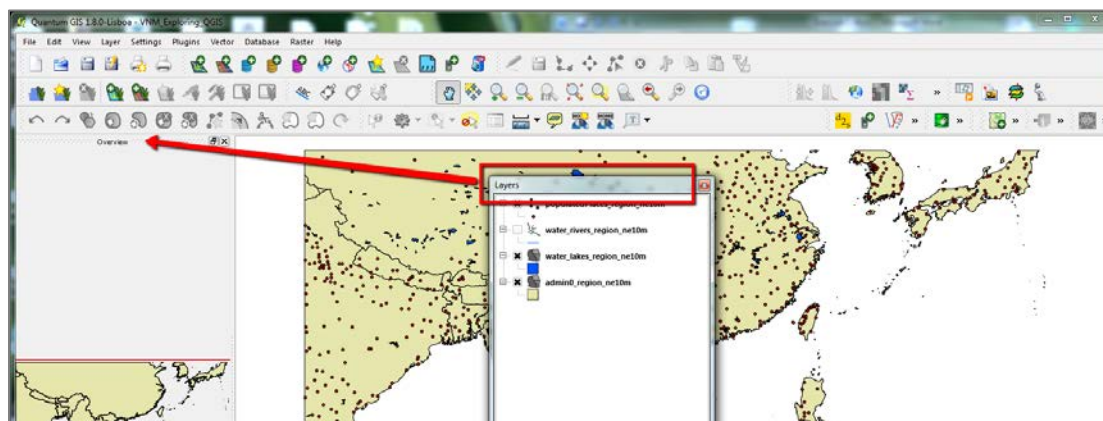 Quantum GIS 1.8.0-Lisboa - VNM_Exploring_QGIS
File Edit View Layer Settings Plugins Vector Database Raster Help
Overview
Layers
water_rivers_region_ne10m
water_lakes_region_ne10m
admin0_region_ne10m